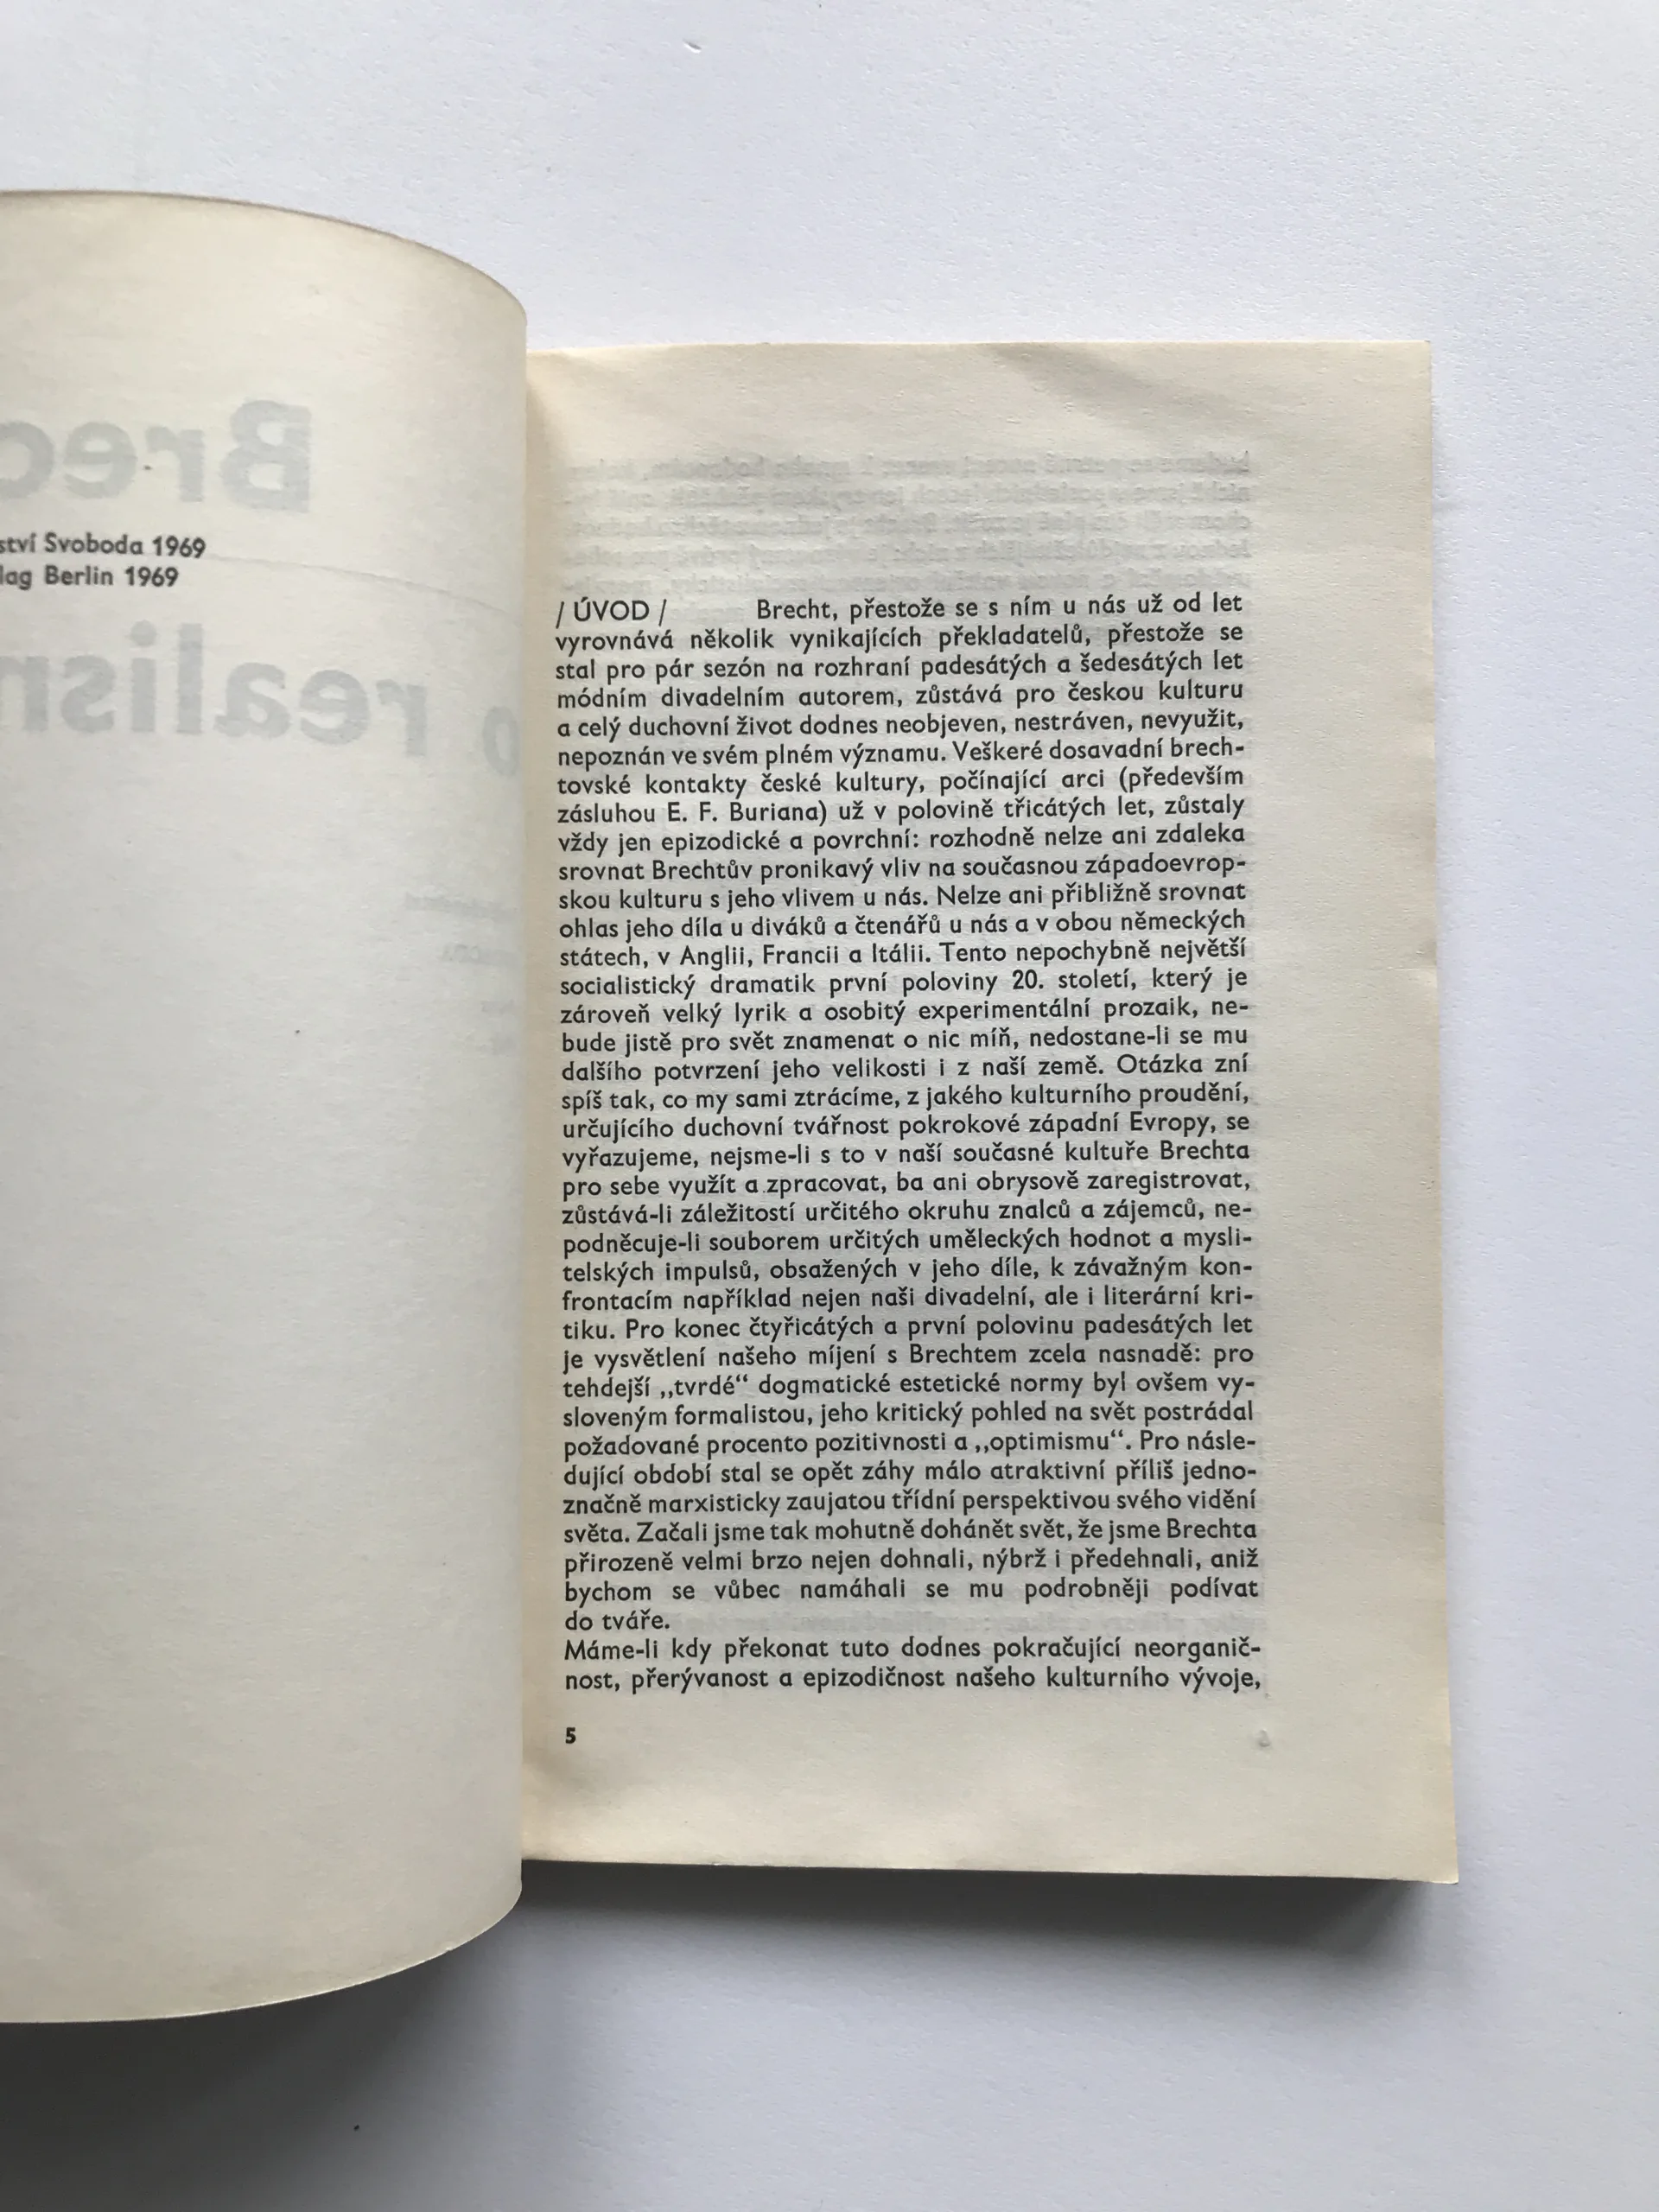 ství Svoboda 1969
lag Berlin 1969
/ ÚVOD / Brecht, přestože se s ním u nás už od let
vyrovnává několik vynikajících překladatelů, přestože se
stal pro pár sezón na rozhraní padesátých a šedesátých let
módním divadelním autorem, zůstává pro českou kulturu
a celý duchovní život dodnes neobjeven, nestráven, nevyužit,
nepoznán ve svém plném významu. Veškeré dosavadní brech-
tovské kontakty české kultury, počínající arci (především
zásluhou E. F. Buriana) už v polovině třicátých let, zůstaly
vždy jen epizodické a povrchní: rozhodně nelze ani zdaleka
srovnat Brechtův pronikavý vliv na současnou západoevrop-
skou kulturu s jeho vlivem u nás. Nelze ani přibližně srovnat
ohlas jeho díla u diváků a čtenářů u nás a v obou německých
státech, v Anglii, Francii a Itálii. Tento nepochybně největší
socialistický dramatik první poloviny 20. století, který je
zároveň velký lyrik a osobitý experimentální prozaik, ne-
bude jistě pro svět znamenat o nic míň, nedostane-li se mu
dalšího potvrzení jeho velikosti i z naší země. Otázka zní
spíš tak, co my sami ztrácíme, z jakého kulturního proudění,
určujícího duchovní tvářnost pokrokové západní Evropy, se
vyřazujeme, nejsme-li s to v naší současné kultuře Brechta
pro sebe využít a zpracovat, ba ani obrysově zaregistrovat,
zůstává-li záležitostí určitého okruhu znalců a zájemců, ne-
podněcuje-li souborem určitých uměleckých hodnot a mysli-
telských impulsů, obsažených v jeho díle, k závažným kon-
frontacím například nejen naši divadelní, ale i literární kri-
tiku. Pro konec čtyřicátých a první polovinu padesátých let
je vysvětlení našeho míjení s Brechtem zcela nasnadě: pro
tehdejší „tvrdé“ dogmatické estetické normy byl ovšem vy-
sloveným formalistou, jeho kritický pohled na svět postrádal
požadované procento pozitivnosti a „optimismu“. Pro násle-
dující období stal se opět záhy málo atraktivní příliš jedno-
značně marxisticky zaujatou třídní perspektivou svého vidění
světa. Začali jsme tak mohutně dohánět svět, že jsme Brechta
přirozeně velmi brzo nejen dohnali, nýbrž i předehnali, aniž
bychom se vůbec namáhali se mu podrobněji podívat
do tváře.
Máme-li kdy překonat tuto dodnes pokračující neorganič-
nost, přerývanost a epizodičnost našeho kulturního vývoje,
5